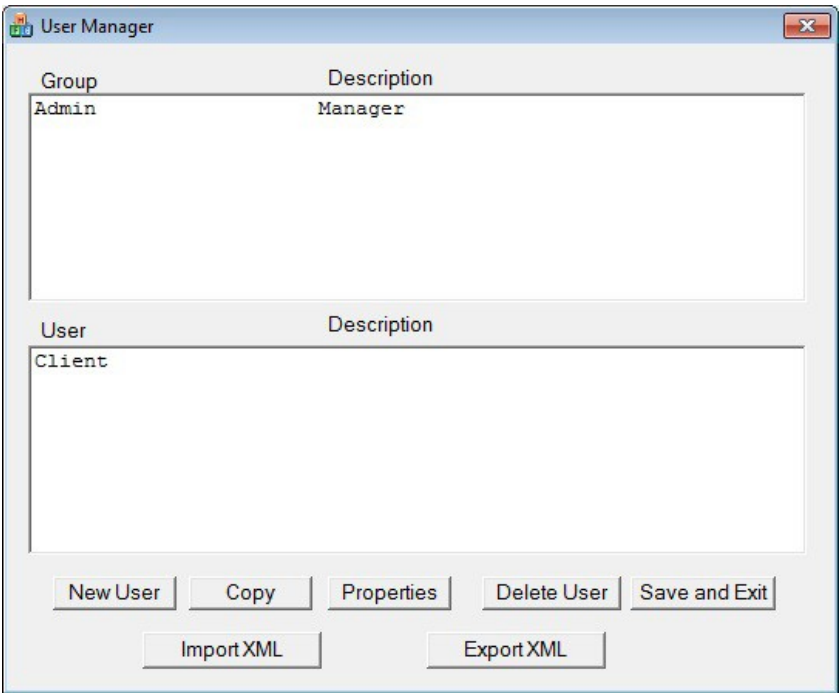 User Manager
Group Description
Admin Manager
User Description
Client
New User Copy Properties Delete User Save and Exit
Import XML Export XML